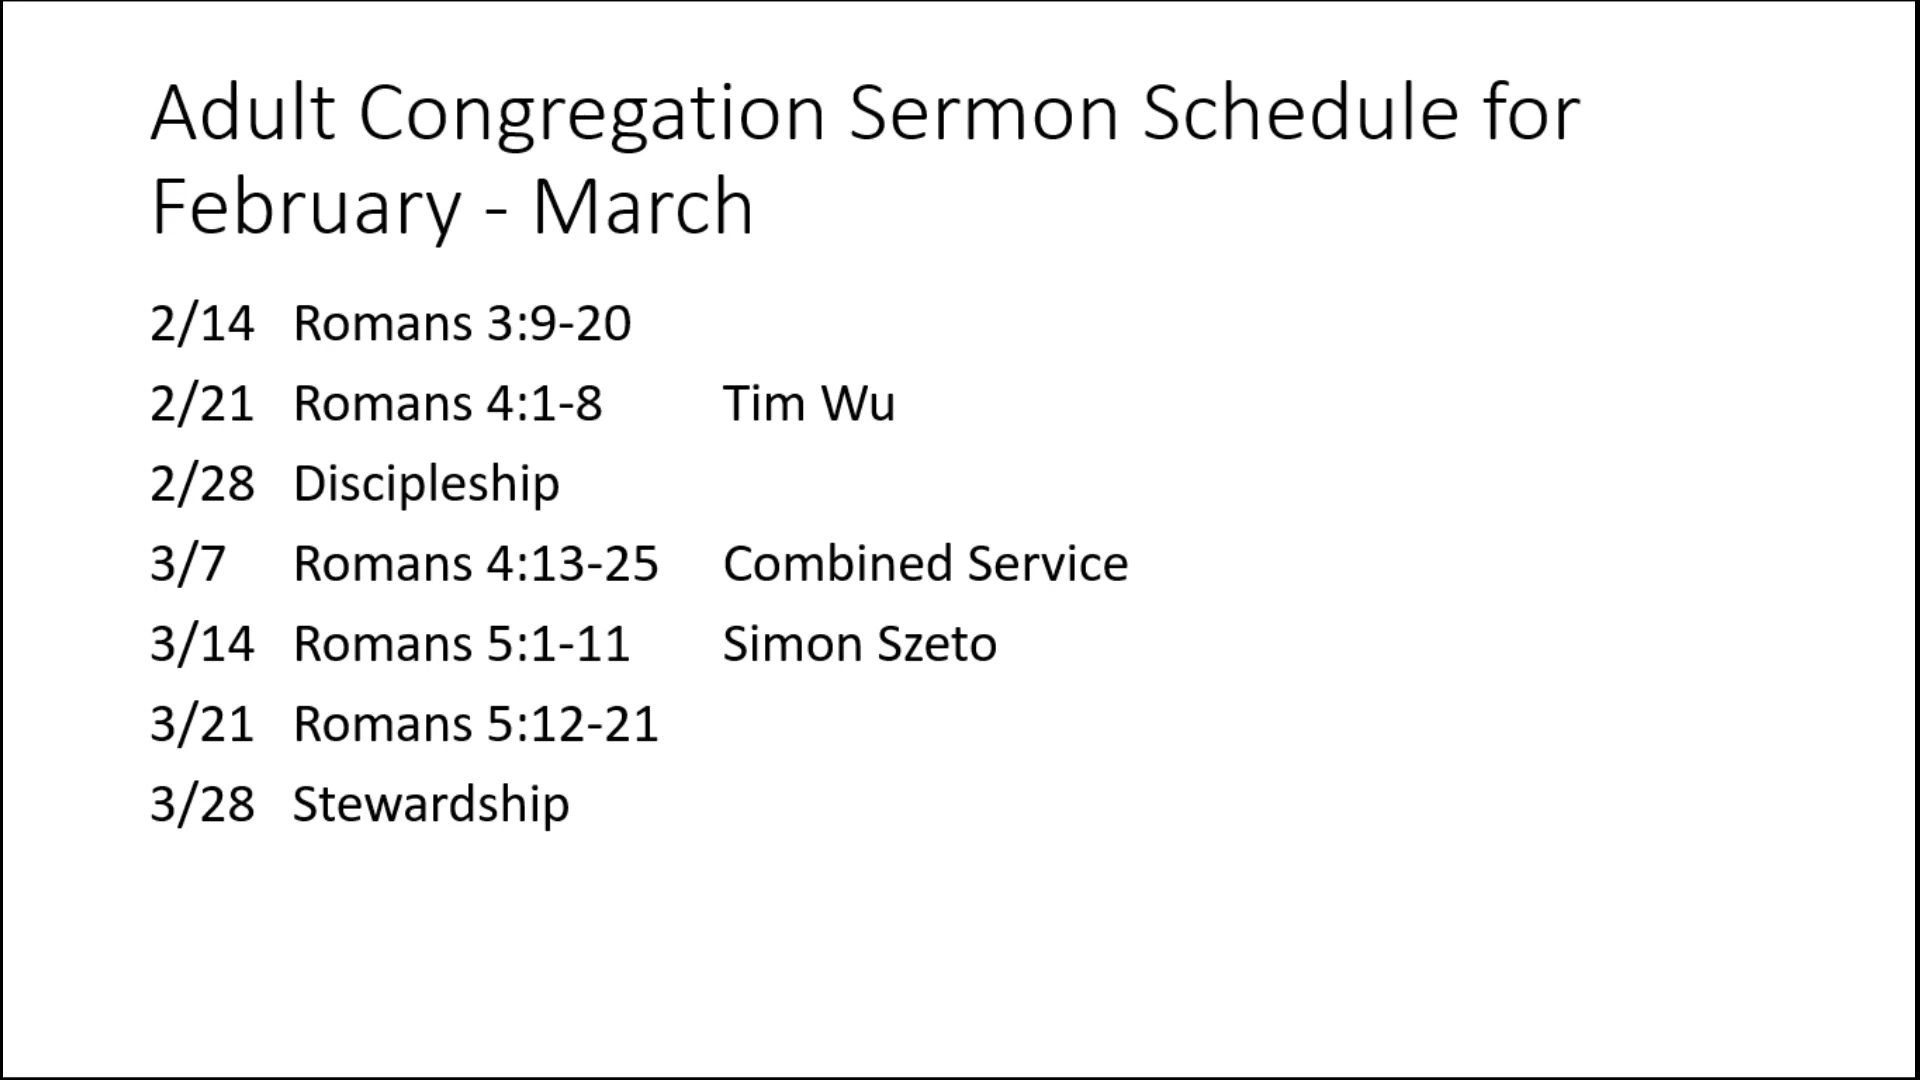 Adult Congregation Sermon Schedule for
February - March
2/14 Romans 3:9-20
2/21 Romans 4:1-8 Tim Wu
2/28 Discipleship
3/7 Romans 4:13-25 Combined Service
3/14 Romans 5:1-11 Simon Szeto
3/21 Romans 5:12-21
3/28 Stewardship